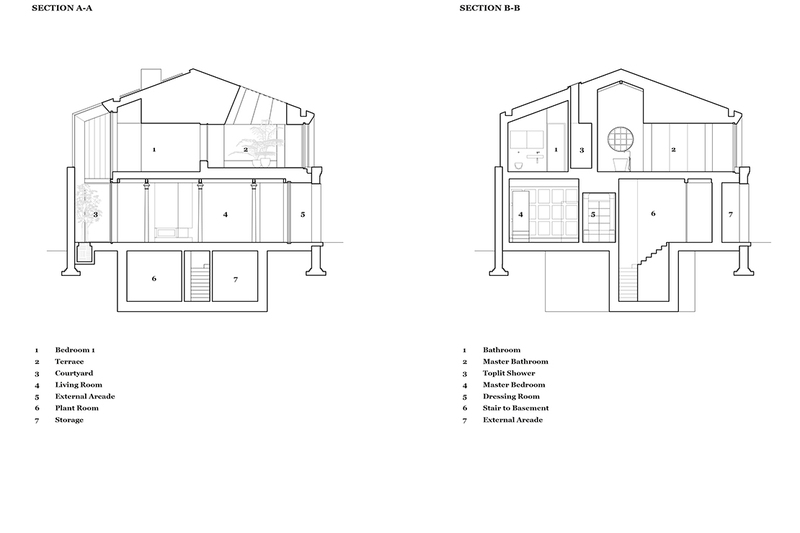 SECTION A-A
1
2
3
4
5
6
7
1 Bedroom 1
2 Terrace
3 Courtyard
4 Living Room
5 External Arcade
6 Plant Room
7 Storage
SECTION B-B
1
3
2
4
5
6
7
1 Bathroom
2 Master Bathroom
3 Toplit Shower
4 Master Bedroom
5 Dressing Room
6 Stair to Basement
7 External Arcade